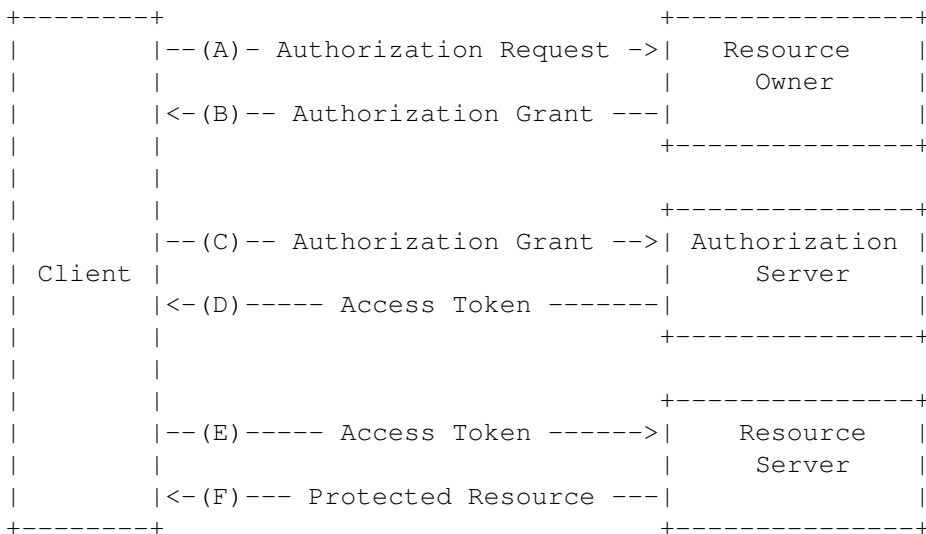 +--------+                               +---------------+
|        |--(A)- Authorization Request ->|   Resource    |
|        |                               |     Owner     |
|        |<-(B)-- Authorization Grant ---|               |
|        |                               +---------------+
|        |
|        |                               +---------------+
|        |--(C)-- Authorization Grant -->| Authorization |
| Client |                               |     Server    |
|        |<-(D)----- Access Token -------|               |
|        |                               +---------------+
|        |
|        |                               +---------------+
|        |--(E)----- Access Token ------>|    Resource   |
|        |                               |     Server    |
|        |<-(F)--- Protected Resource ---|               |
+--------+                               +---------------+